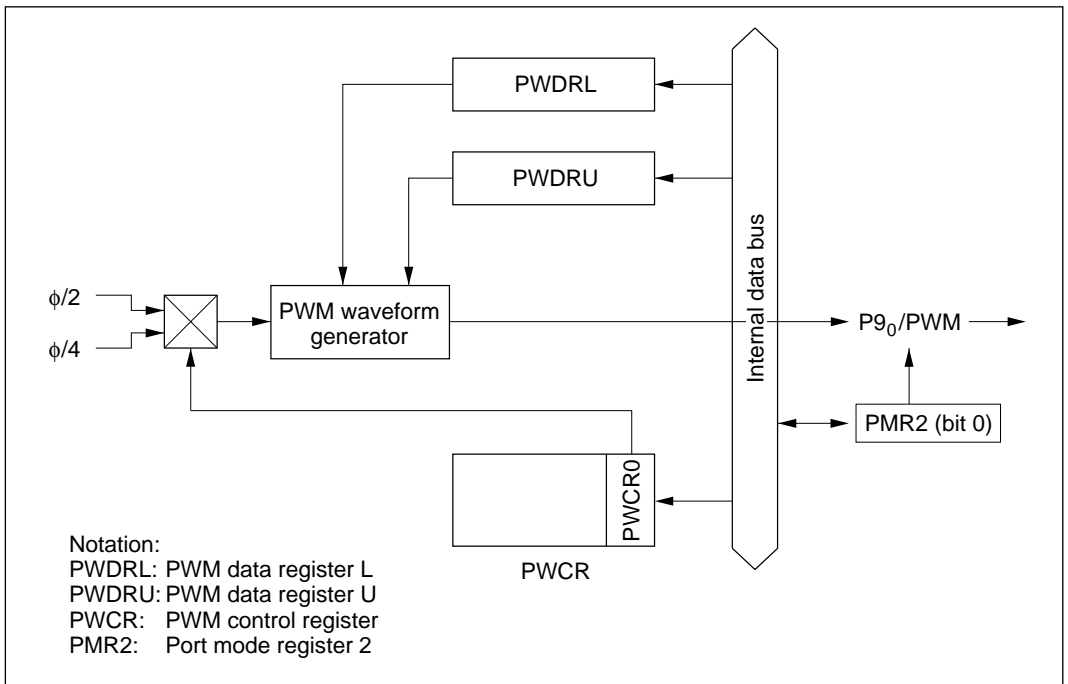 PWDRL
PWDRU
Internal data bus
ϕ/2
ϕ/4
PWM waveform
generator
P9₀/PWM
PMR2 (bit 0)
PWCR0
PWCR
Notation:
PWDRL: PWM data register L
PWDRU: PWM data register U
PWCR: PWM control register
PMR2: Port mode register 2